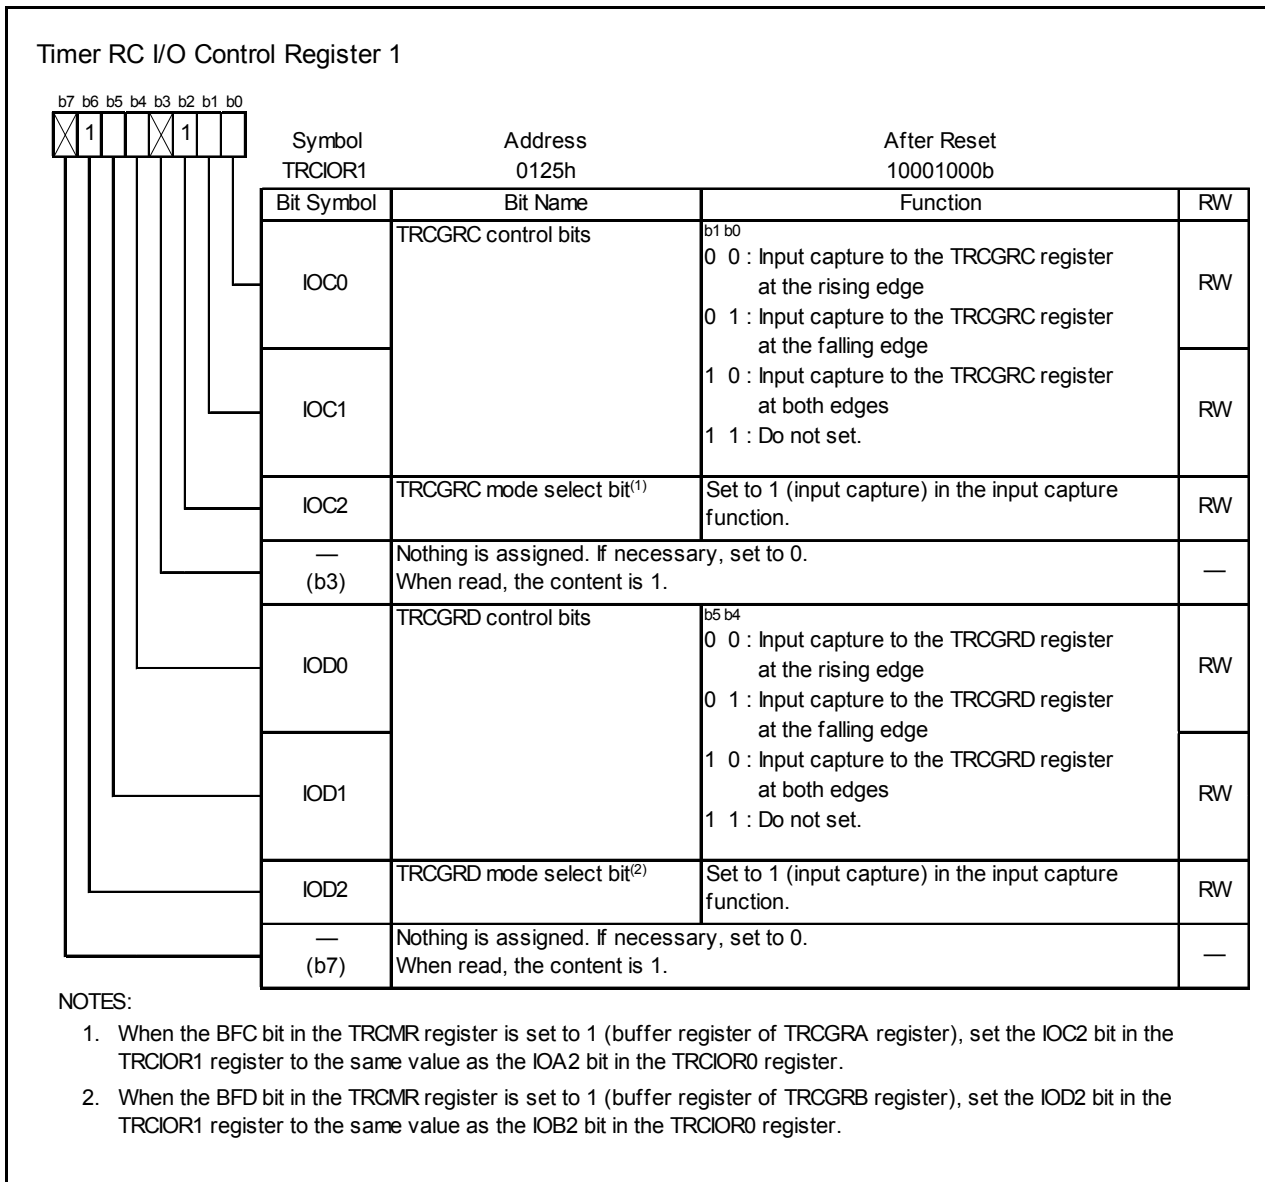 Timer RC I/O Control Register 1
b7 b6 b5 b4 b3 b2 b1 b0
1 1
Symbol Address After Reset
TRCIOR1 0125h 10001000b
Bit Symbol Bit Name Function RW
IOC0 TRCGRC control bits b1 b0
0 0 : Input capture to the TRCGRC register
at the rising edge
0 1 : Input capture to the TRCGRC register
at the falling edge
RW
IOC1
1 0 : Input capture to the TRCGRC register
at both edges
1 1 : Do not set.
RW
IOC2 TRCGRC mode select bit(1) Set to 1 (input capture) in the input capture
function.
RW
— Nothing is assigned. If necessary, set to 0.
(b3) When read, the content is 1. —
IOD0 TRCGRD control bits b5 b4
0 0 : Input capture to the TRCGRD register
at the rising edge
0 1 : Input capture to the TRCGRD register
at the falling edge
RW
IOD1
1 0 : Input capture to the TRCGRD register
at both edges
1 1 : Do not set.
RW
IOD2 TRCGRD mode select bit(2) Set to 1 (input capture) in the input capture
function.
RW
— Nothing is assigned. If necessary, set to 0.
(b7) When read, the content is 1. —
NOTES:
1. When the BFC bit in the TRCMR register is set to 1 (buffer register of TRCGRA register), set the IOC2 bit in the
TRCIOR1 register to the same value as the IOA2 bit in the TRCIOR0 register.
2. When the BFD bit in the TRCMR register is set to 1 (buffer register of TRCGRB register), set the IOD2 bit in the
TRCIOR1 register to the same value as the IOB2 bit in the TRCIOR0 register.